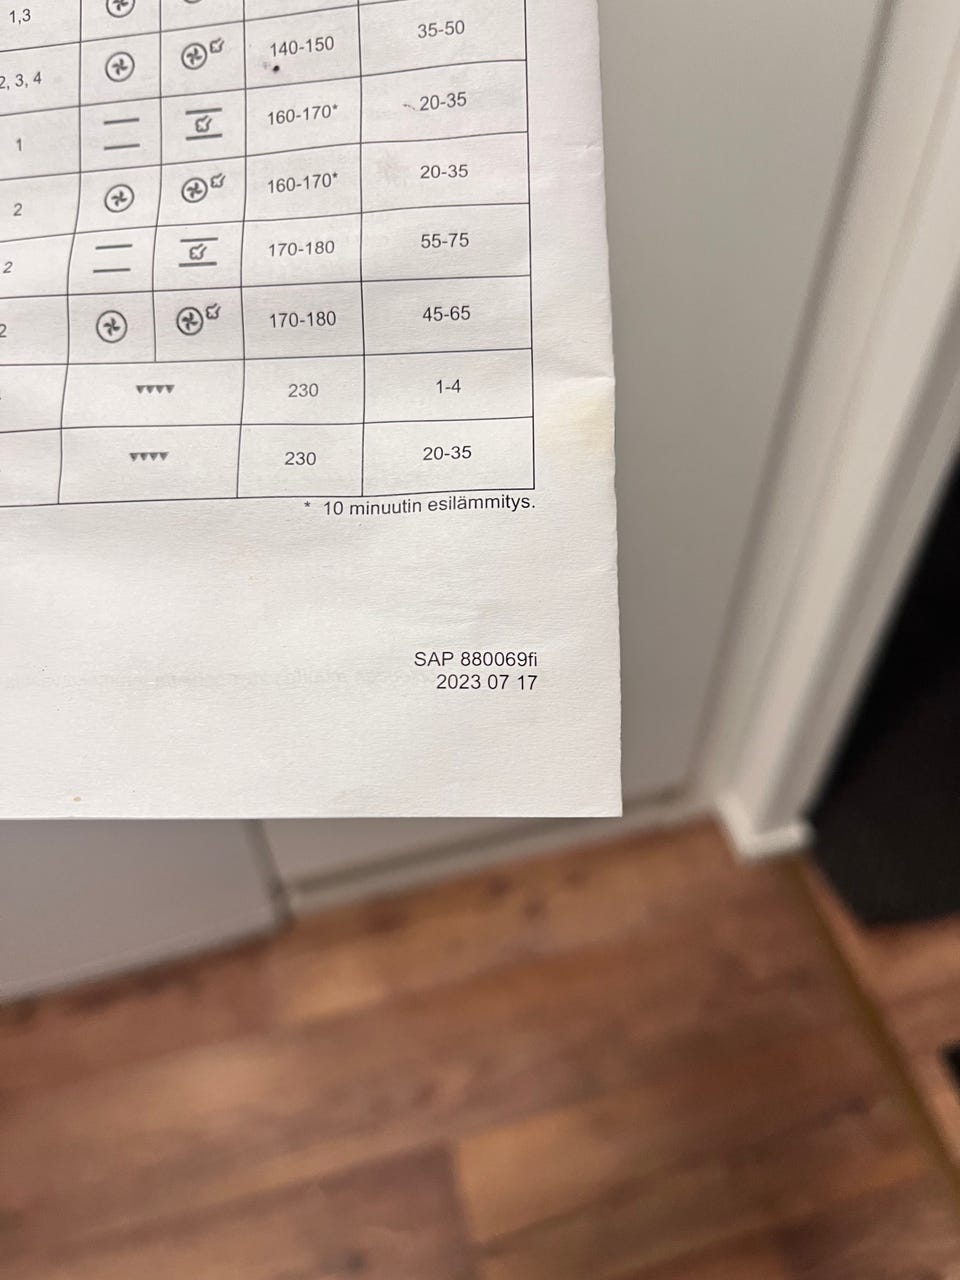 1,3
2, 3, 4 140-150 35-50
1 160-170* 20-35
2 160-170* 20-35
2 170-180 55-75
2 170-180 45-65
230 1-4
230 20-35
* 10 minuutin esilämmitys.
SAP 880069fi
2023 07 17